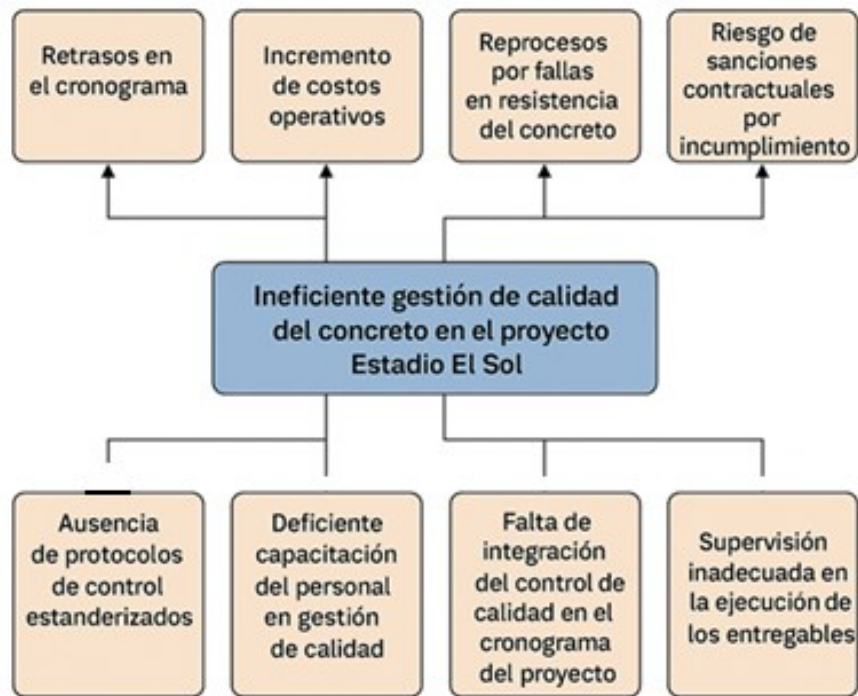 Retrasos en
el cronograma
Incremento
de costos
operativos
Reprocesos
por fallas
en resistencia
del concreto
Riesgo de
sanciones
contractuales
por
incumplimiento
Ineficiente gestión de calidad
del concreto en el proyecto
Estadio El Sol
Ausencia
de protocolos
de control
estanderizados
Deficiente
capacitación
del personal
en gestión
de calidad
Falta de
integración
del control de
calidad en el
cronograma
del proyecto
Supervisión
inadecuada en
la ejecución de
los entregables